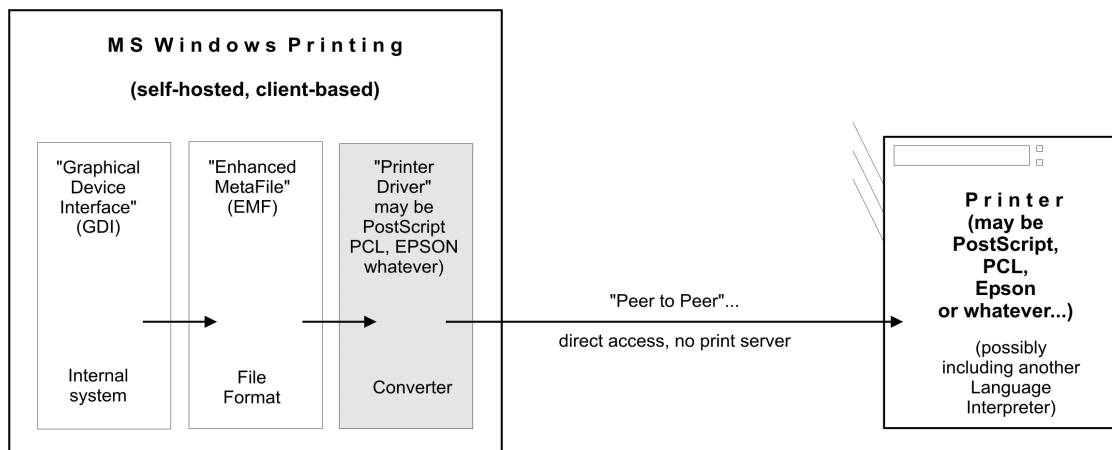 M S W i n d o w s P r i n t i n g
(self-hosted, client-based)
"Graphical
Device
Interface"
(GDI)
Internal
system
"Enhanced
MetaFile"
(EMF)
File
Format
"Printer
Driver"
may be
PostScript
PCL, EPSON
whatever)
Converter
"Peer to Peer"...
direct access, no print server
P r i n t e r
(may be
PostScript,
PCL,
Epson
or whatever...)
(possibly
including another
Language
Interpreter)